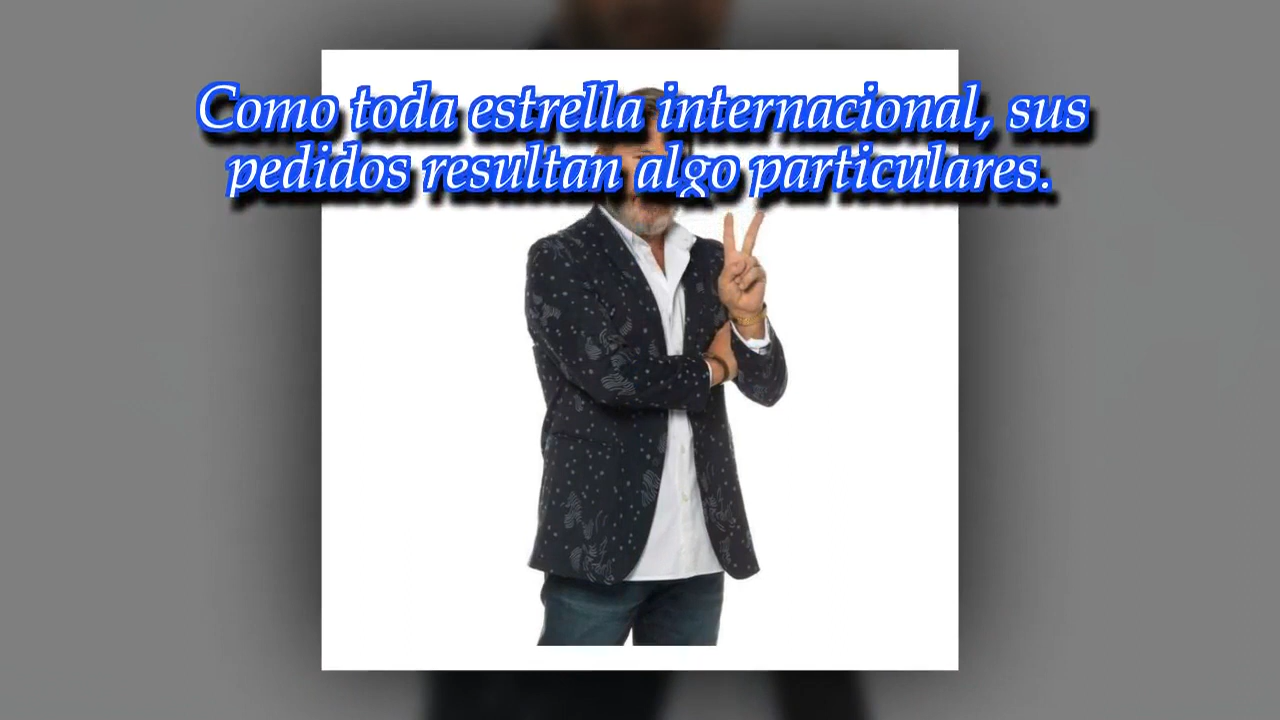 Como toda estrella internacional, sus
pedidos resultan algo particulares.